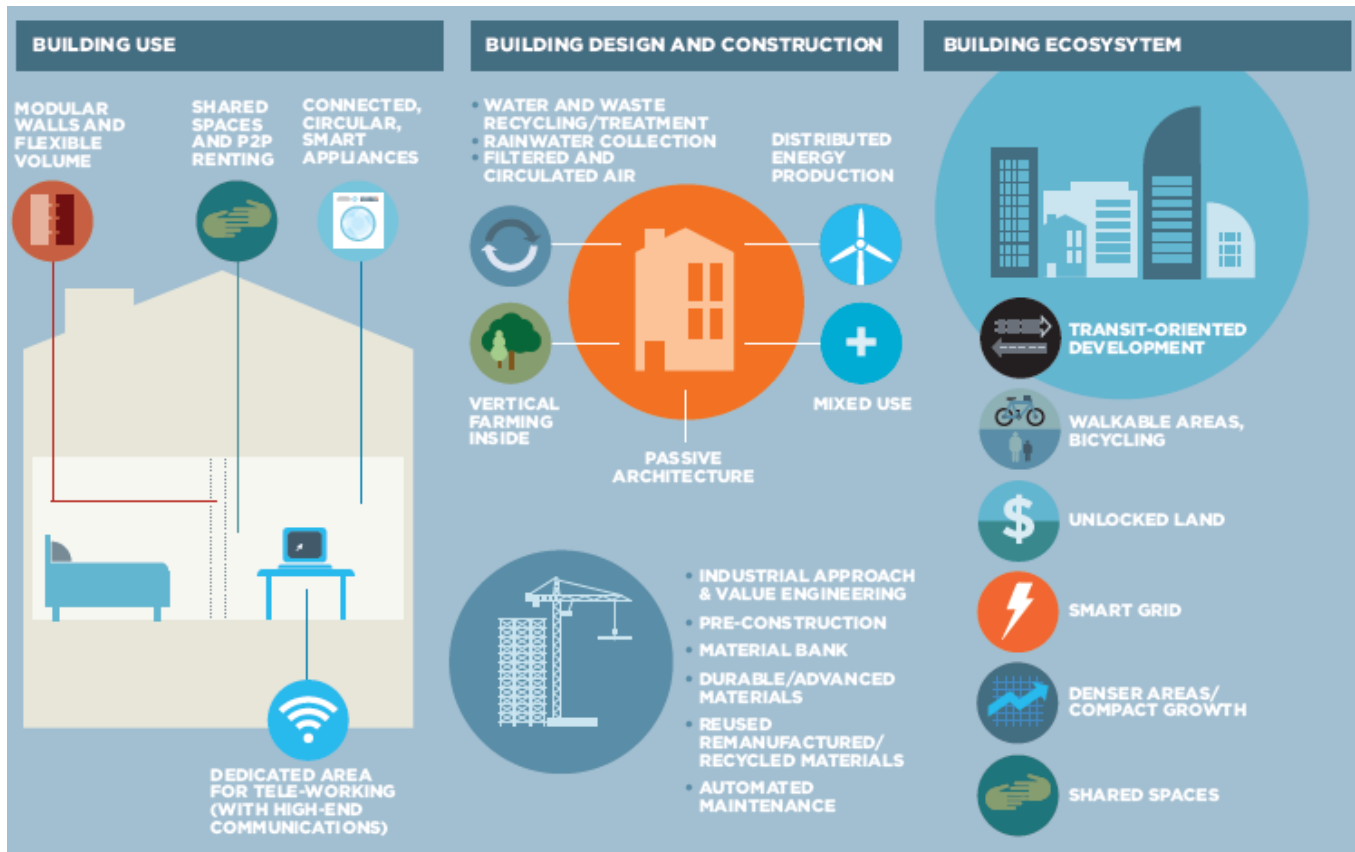 BUILDING USE
MODULAR
WALLS AND
FLEXIBLE
VOLUME
SHARED
SPACES
AND P2P
RENTING
CONNECTED,
CIRCULAR,
SMART
APPLIANCES
DEDICATED AREA
FOR TELE-WORKING
(WITH HIGH-END
COMMUNICATIONS)
BUILDING DESIGN AND CONSTRUCTION
• WATER AND WASTE
RECYCLING/TREATMENT
• RAINWATER COLLECTION
• FILTERED AND
CIRCULATED AIR
DISTRIBUTED
ENERGY
PRODUCTION
VERTICAL
FARMING
INSIDE
MIXED USE
PASSIVE
ARCHITECTURE
• INDUSTRIAL APPROACH
& VALUE ENGINEERING
• PRE-CONSTRUCTION
• MATERIAL BANK
• DURABLE/ADVANCED
MATERIALS
• REUSED
REMANUFACTURED/
RECYCLED MATERIALS
• AUTOMATED
MAINTENANCE
BUILDING ECOSYSYTEM
TRANSIT-ORIENTED
DEVELOPMENT
WALKABLE AREAS,
BICYCLING
$
UNLOCKED LAND
SMART GRID
DENSER AREAS/
COMPACT GROWTH
SHARED SPACES